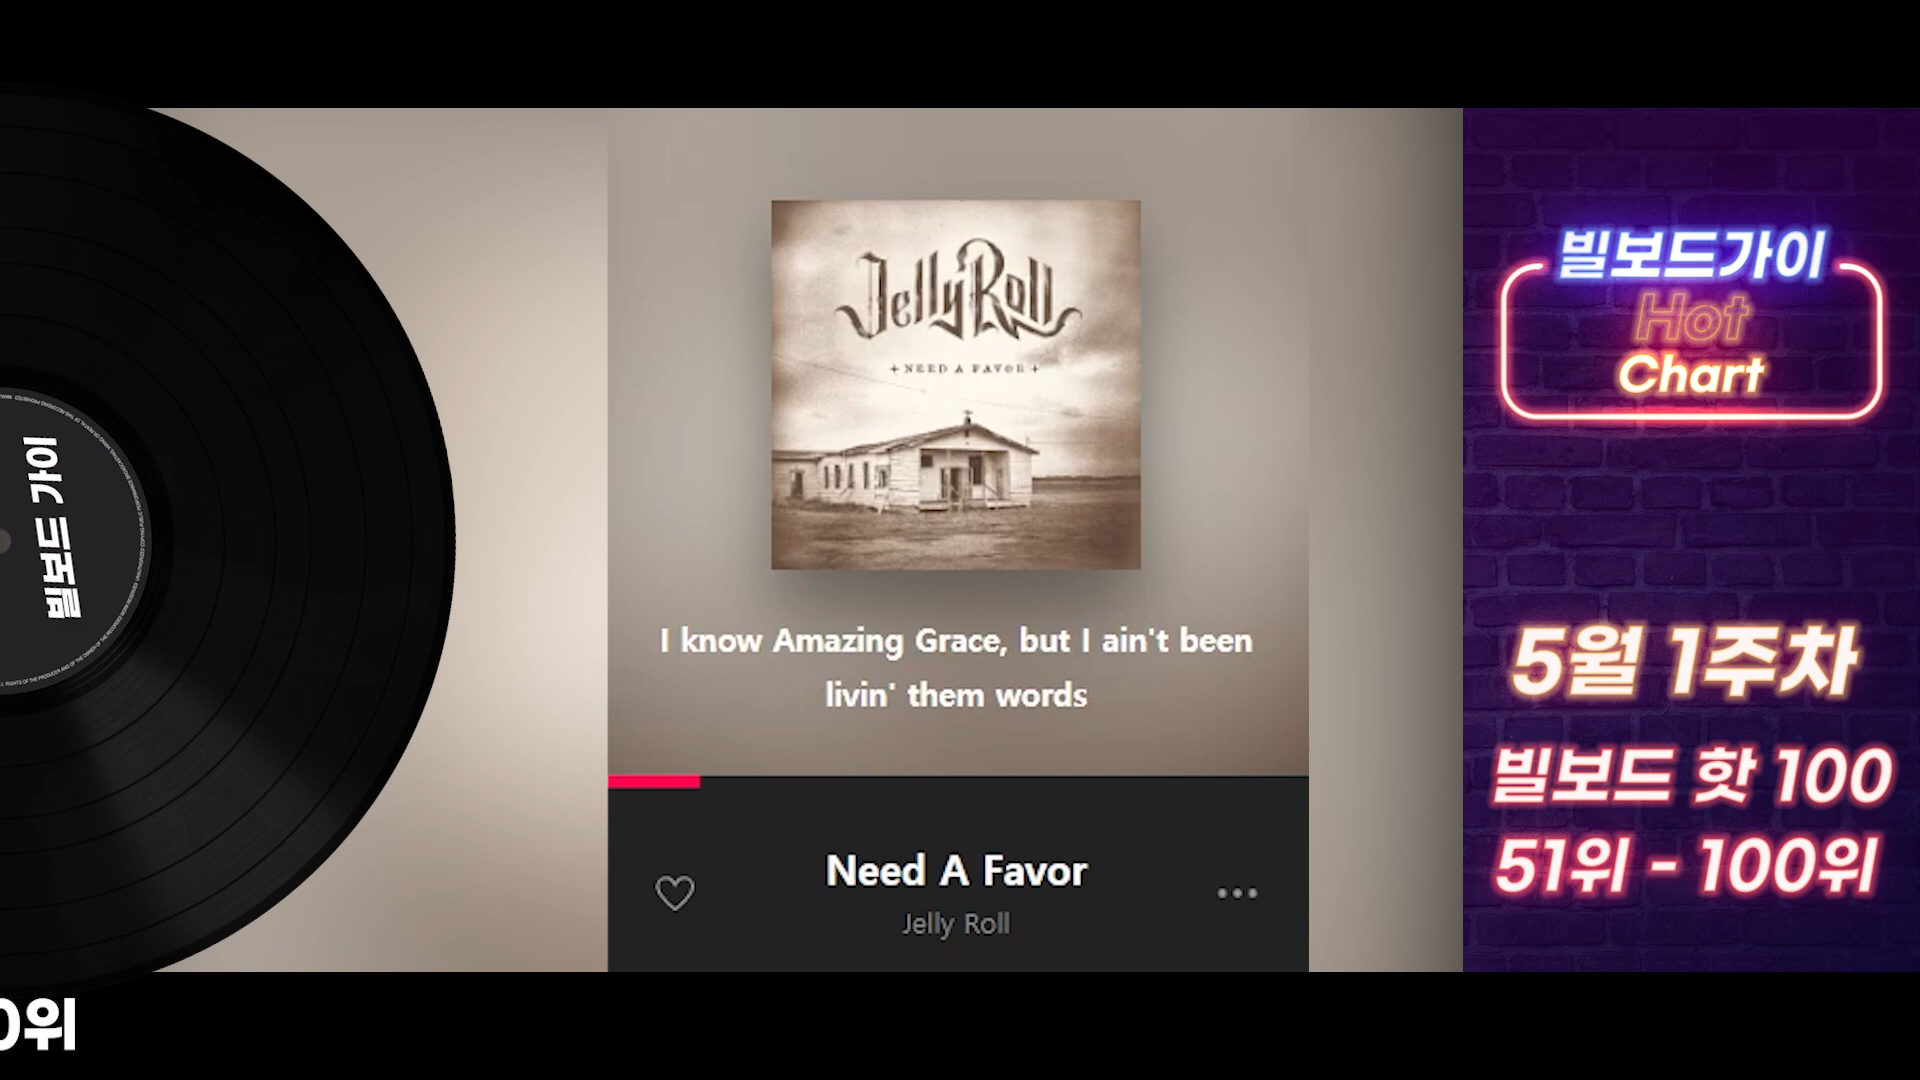 빌보드 가이
Jelly Roll
+ NEED A FAVOR +
I know Amazing Grace, but I ain't been
livin' them words
Need A Favor
Jelly Roll
빌보드가이
Hot
Chart
5월 1주차
빌보드 핫 100
51위 - 100위
0위